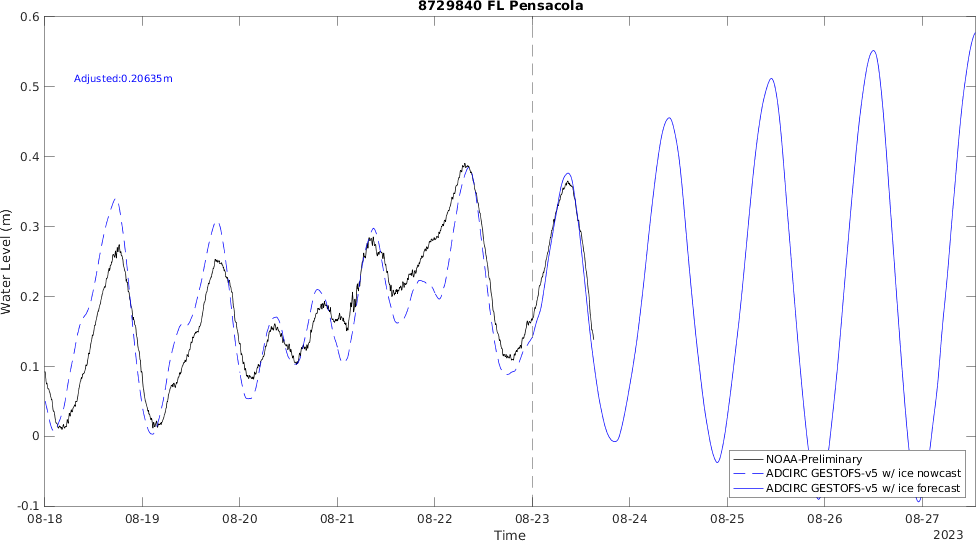 8729840 FL Pensacola
0.6
Adjusted:0.20635m
0.5
0.4
0.3
0.2
0.1
0
-0.1
Water Level (m)
NOAA-Preliminary
ADCIRC GESTOFS-v5 w/ ice nowcast
ADCIRC GESTOFS-v5 w/ ice forecast
08-18 08-19 08-20 08-21 08-22 08-23 08-24 08-25 08-26 08-27
Time
2023